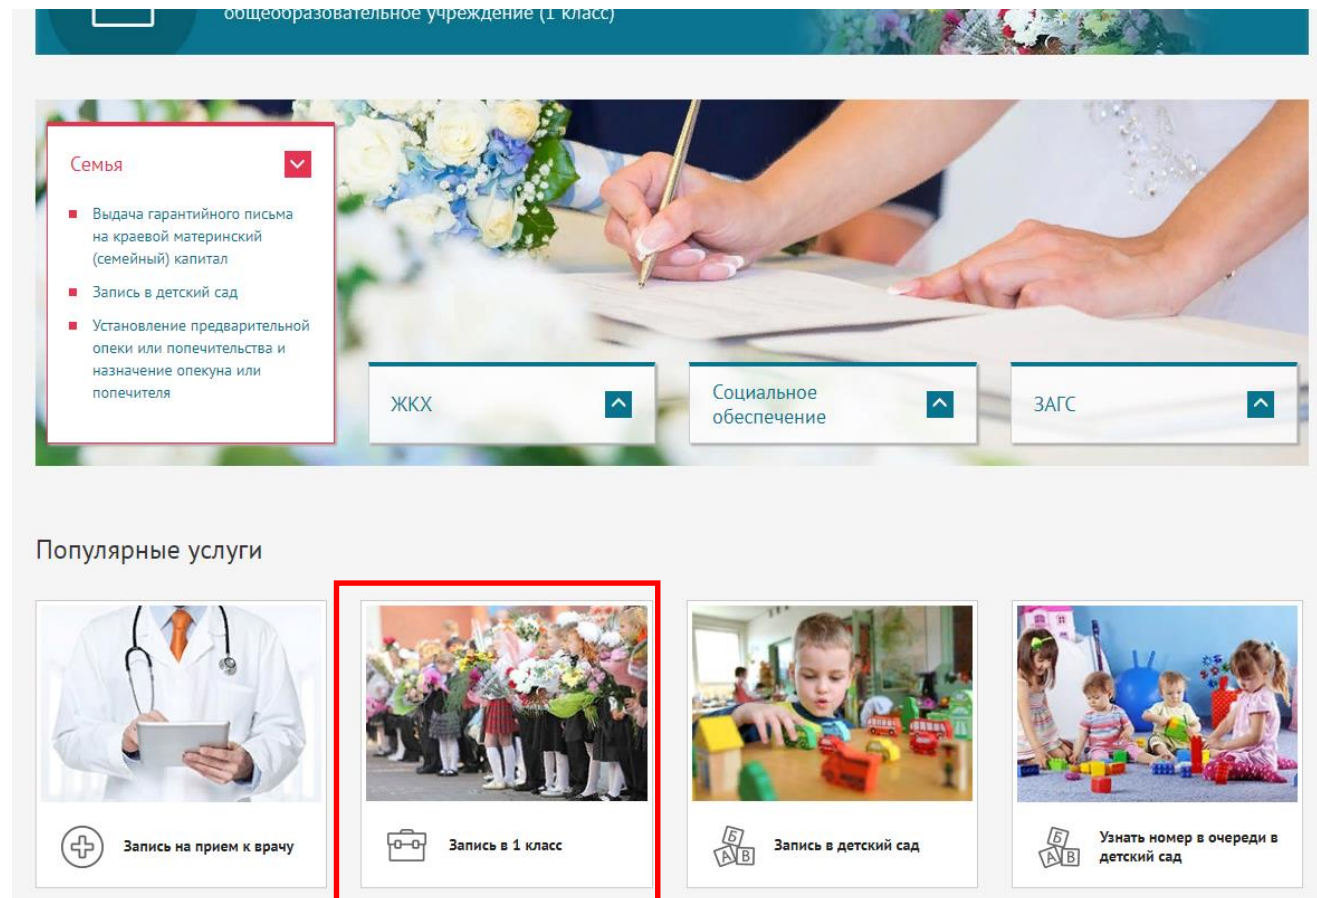 общеобразовательное учреждение (1 класс)
Семья
Выдача гарантийного письма
на краевой материнский
(семейный) капитал
Запись в детский сад
Установление предварительной
опеки или попечительства и
назначение опекуна или
попечителя
ЖКХ
Социальное
обеспечение
ЗАГС
Популярные услуги
Запись на прием к врачу
Запись в 1 класс
Б
А В
Запись в детский сад
Б
А В
Узнать номер в очереди в
детский сад